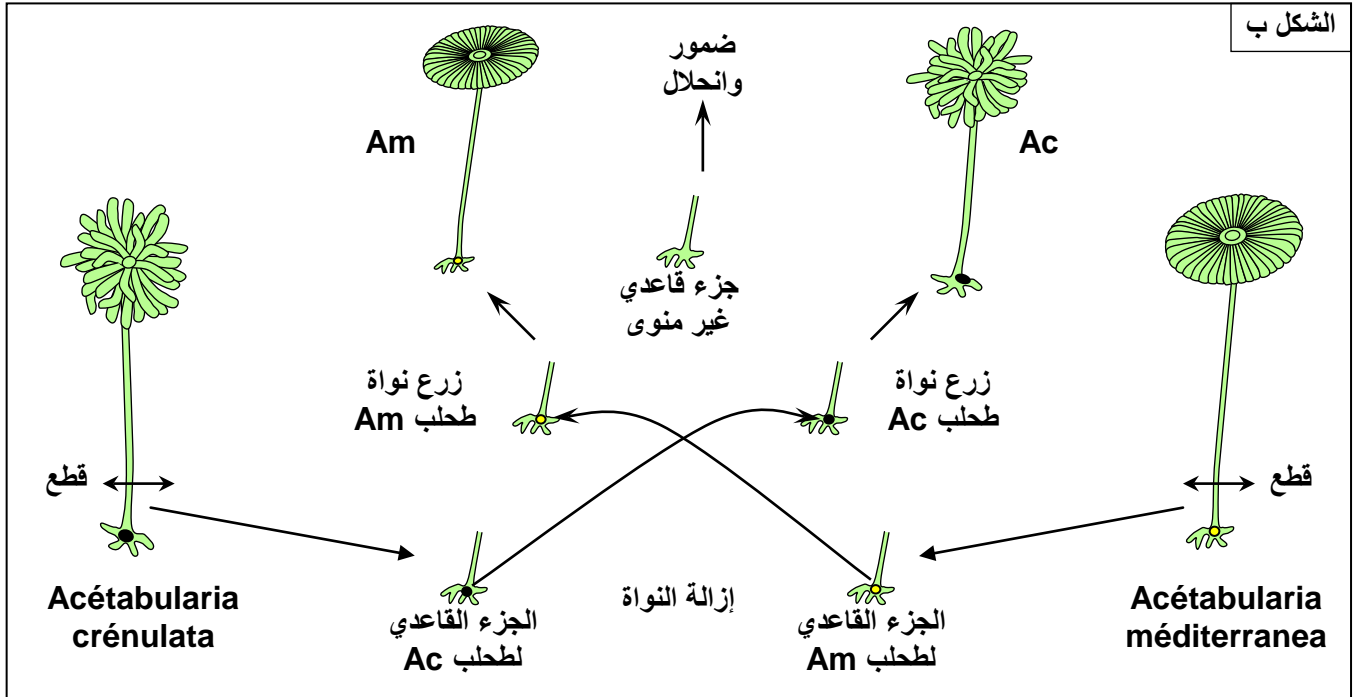 الشكل ب
ضمور
وانحلال
Am
Ac
جزء قاعدي
غير منوى
زرع نواة
طحلب Am
زرع نواة
طحلب Ac
قطع
قطع
إزالة النواة
Acétabularia
crénulata
الجزء القاعدي
لطحلب Ac
الجزء القاعدي
لطحلب Am
Acétabularia
méditerranea